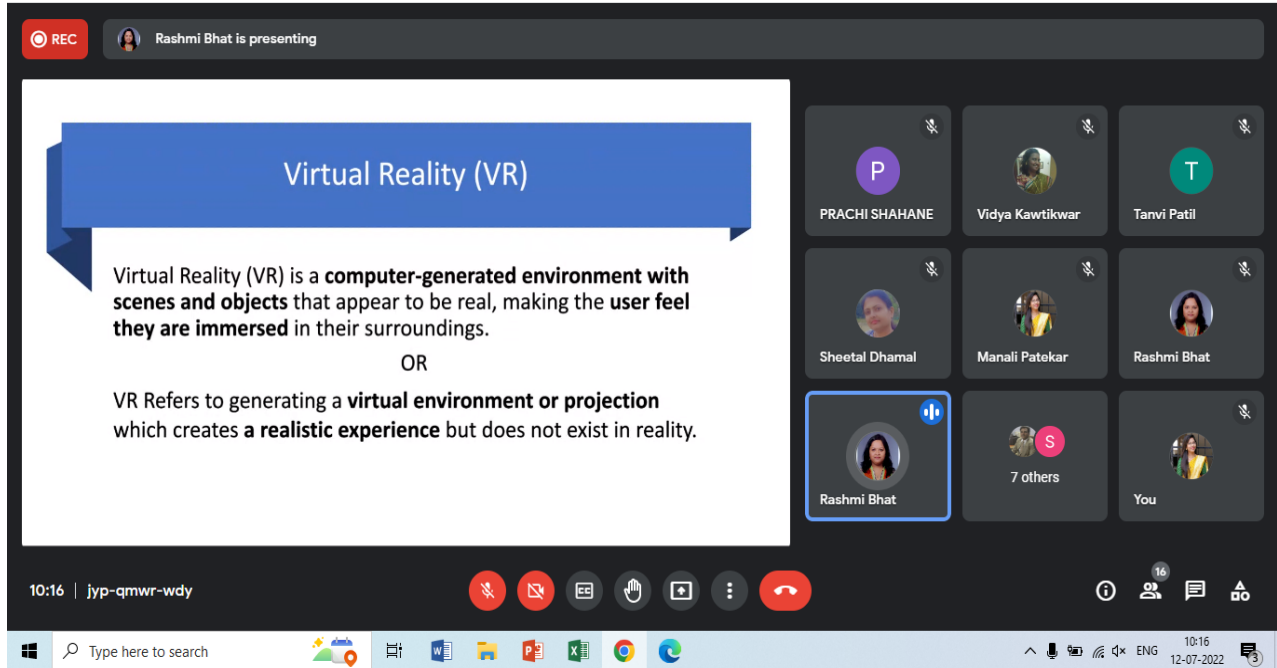 REC
Rashmi Bhat is presenting
Virtual Reality (VR)
Virtual Reality (VR) is a computer-generated environment with
scenes and objects that appear to be real, making the user feel
they are immersed in their surroundings.
OR
VR Refers to generating a virtual environment or projection
which creates a realistic experience but does not exist in reality.
P
PRACHI SHAHANE
Vidya Kawtikwar
T
Tanvi Patil
Sheetal Dhamal
Manali Patekar
Rashmi Bhat
Rashmi Bhat
S
7 others
You
10:16 | jyp-qmwr-wdy
CC
16
Type here to search
W
P
X
ENG
10:16
12-07-2022
3